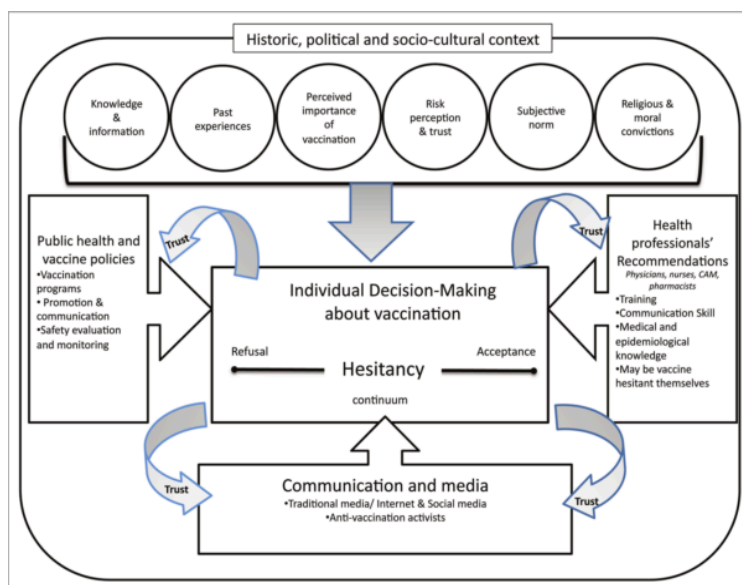 Historic, political and socio-cultural context
Knowledge
&
information
Past
experiences
Perceived
importance
of
vaccination
Risk
perception
& trust
Subjective
norm
Religious &
moral
convictions
Trust
Trust
Public health and
vaccine policies
•Vaccination
programs
• Promotion &
communication
•Safety evaluation
and monitoring
Individual Decision-Making
about vaccination
Refusal
Acceptance
Hesitancy
continuum
Health
professionals’
Recommendations
Physicians, nurses, CAM,
pharmacists
•Training
•Communication Skill
•Medical and
epidemiological
knowledge
•May be vaccine
hesitant themselves
Trust
Trust
Communication and media
•Traditional media/ Internet & Social media
•Anti-vaccination activists